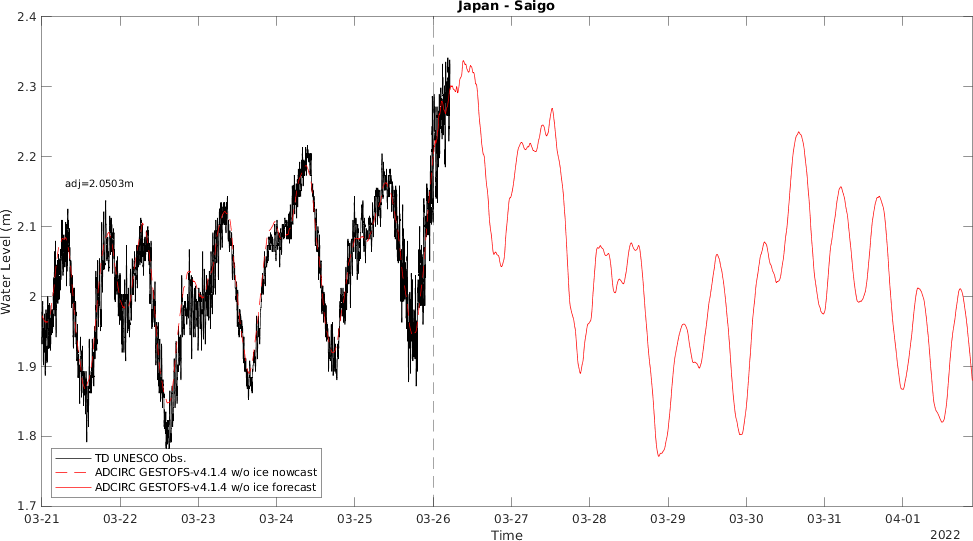 Japan - Saigo
2.4
2.3
2.2
2.1
2
1.9
1.8
1.7
Water Level (m)
adj=2.0503m
TD UNESCO Obs.
ADCIRC GESTOFS-v4.1.4 w/o ice nowcast
ADCIRC GESTOFS-v4.1.4 w/o ice forecast
03-21 03-22 03-23 03-24 03-25 03-26 03-27 03-28 03-29 03-30 03-31 04-01
Time
2022